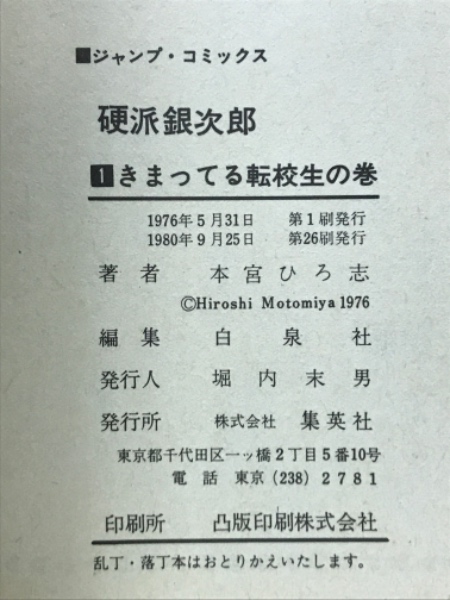 ■ジャンプ・コミックス
硬派銀次郎
1きまってる転校生の巻
1976年5月31日 第1刷発行
1980年9月25日 第26刷発行
著者 本宮ひろ志
©Hiroshi Motomiya 1976
編集 白泉社
発行人 堀内末男
発行所 株式会社 集英社
東京都千代田区一ッ橋2丁目5番10号
電話 東京(238)2781
印刷所 凸版印刷株式会社
乱丁・落丁本はおとりかえいたします。